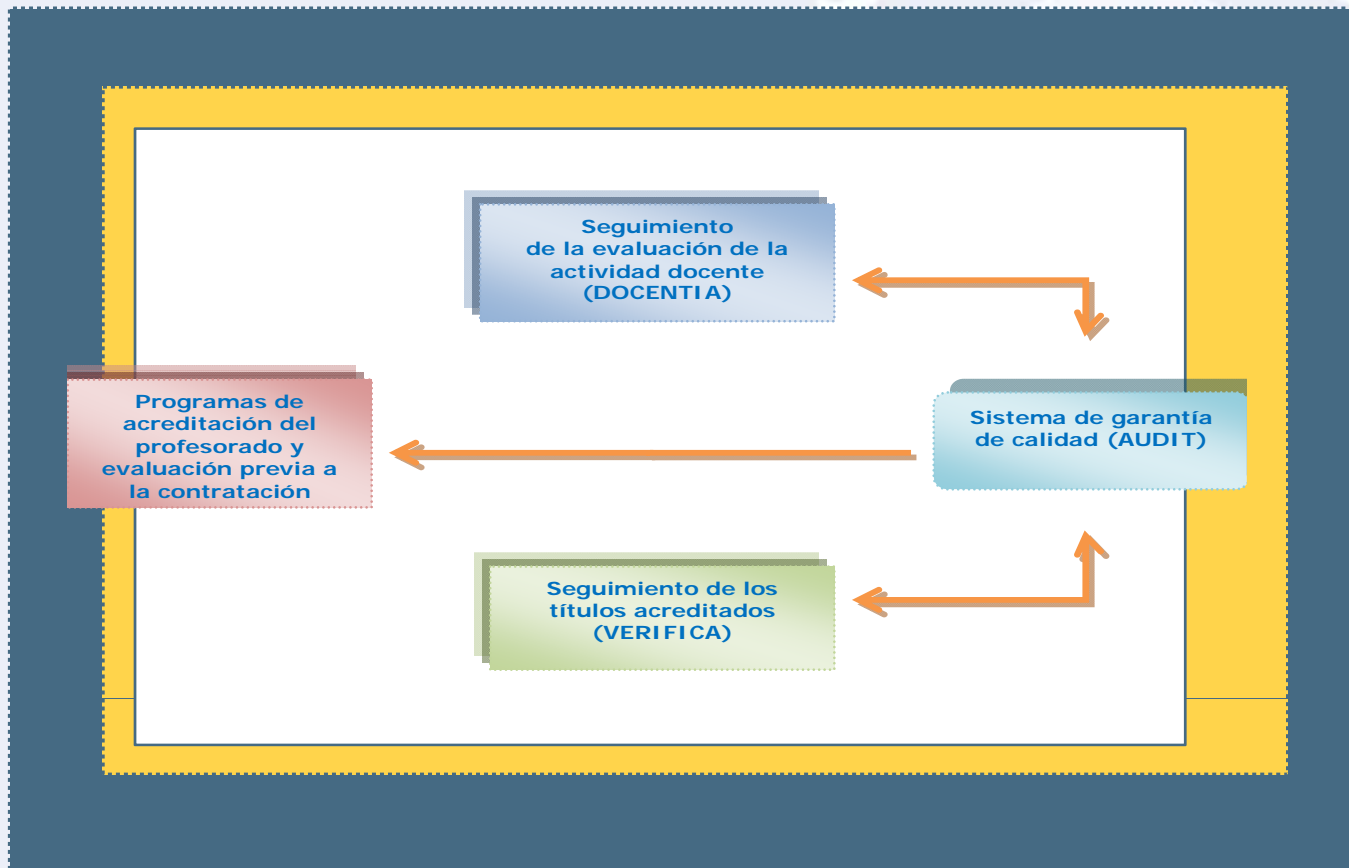 Seguimiento
de la evaluación de la
actividad docente
(DOCENTIA)
Programas de
acreditación del
profesorado y
evaluación previa a
la contratación
Sistema de garantía
de calidad (AUDIT)
Seguimiento de los
títulos acreditados
(VERIFICA)